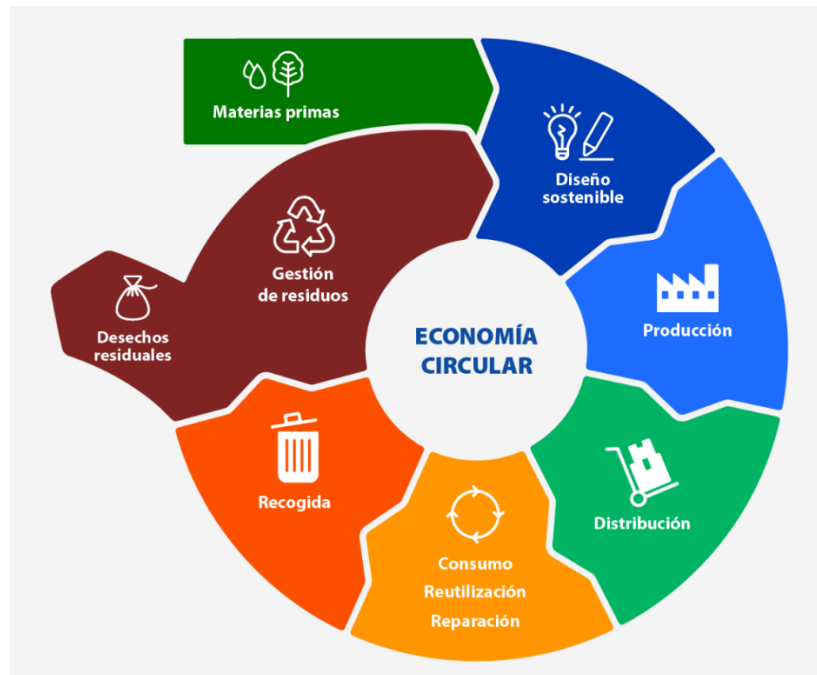 Materias primas
Diseño
sostenible
Producción
Distribución
Consumo
Reutilización
Reparación
Recogida
Gestión
de residuos
Desechos
residuales
ECONOMÍA
CIRCULAR